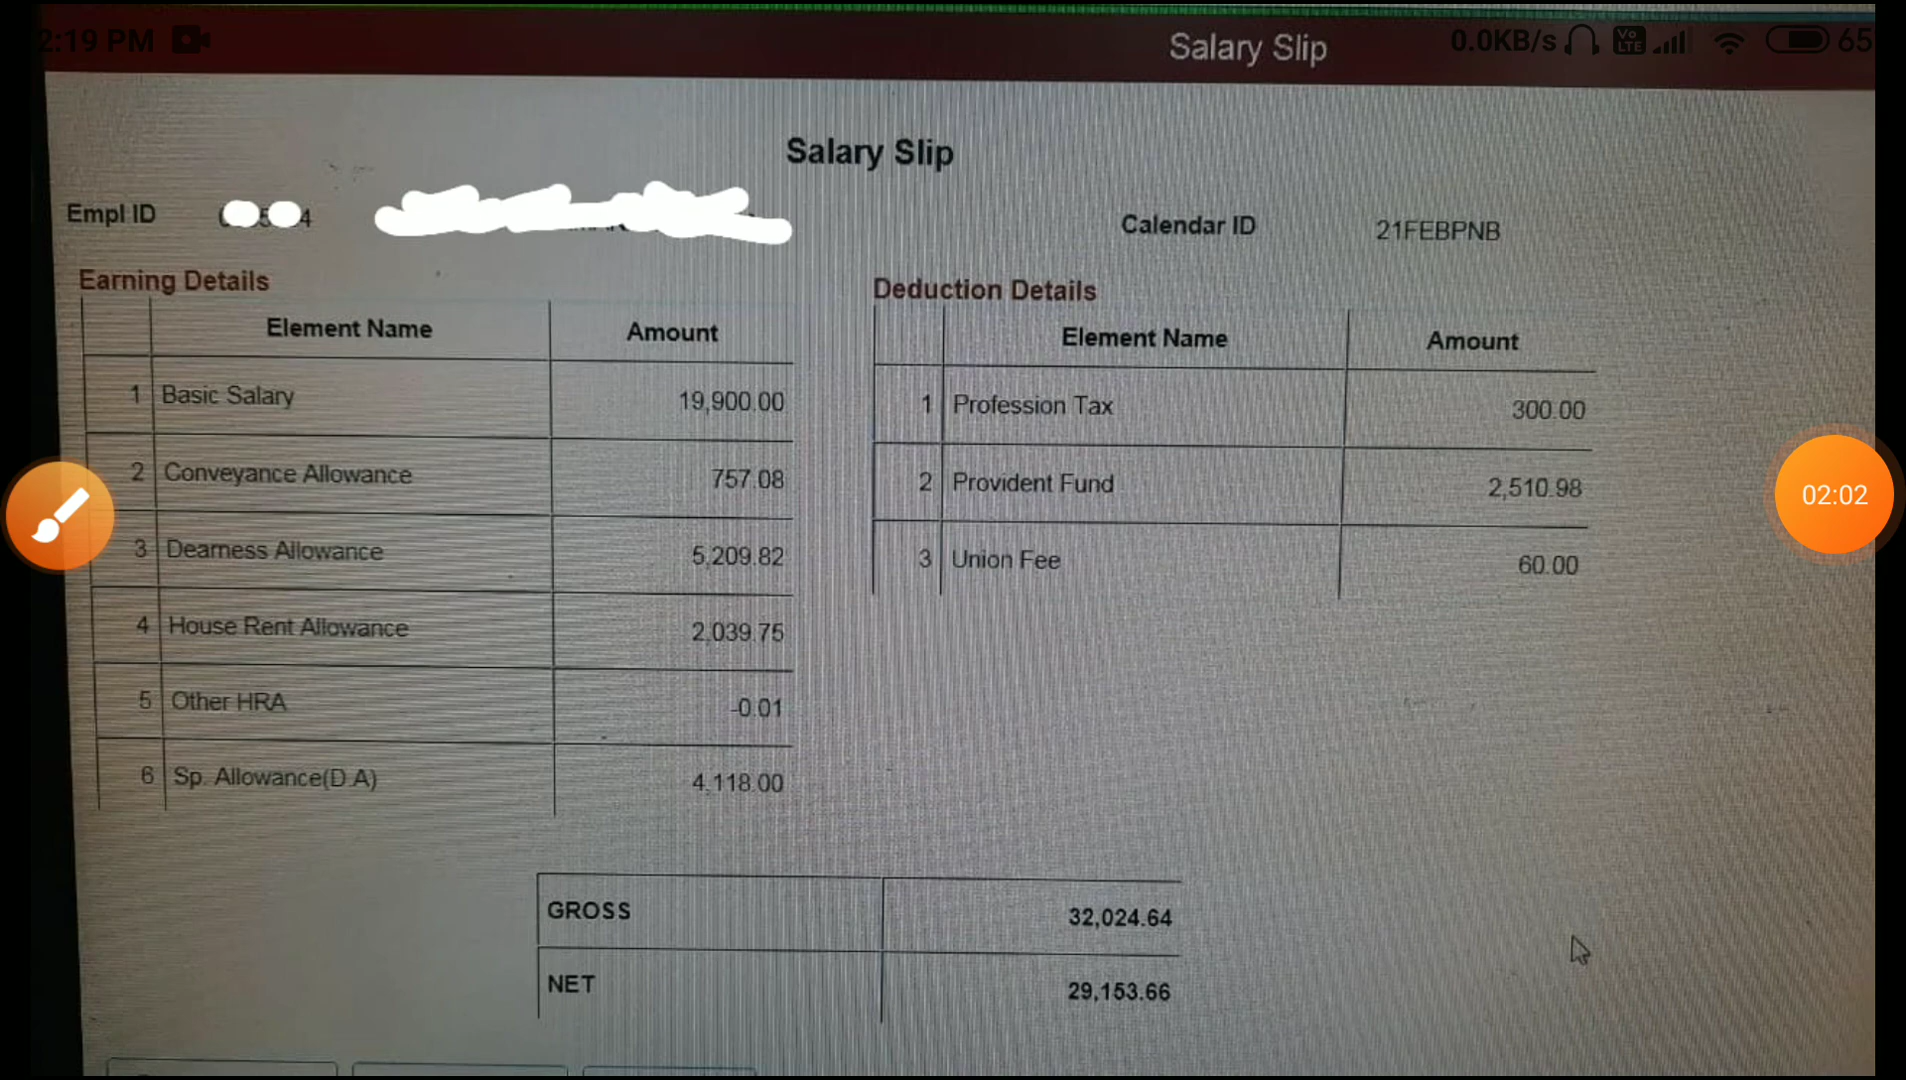 2:19 PM
Salary Slip
0.0KB/s
Vo LTE
65
Salary Slip
Empl ID
Calendar ID 21FEBPNB
Earning Details
Element Name Amount
1 Basic Salary 19,900.00
2 Conveyance Allowance 757.08
3 Dearness Allowance 5,209.82
4 House Rent Allowance 2,039.75
5 Other HRA -0.01
6 Sp. Allowance(D.A) 4,118.00
Deduction Details
Element Name Amount
1 Profession Tax 300.00
2 Provident Fund 2,510.98
3 Union Fee 60.00
02:02
GROSS 32,024.64
NET 29,153.66